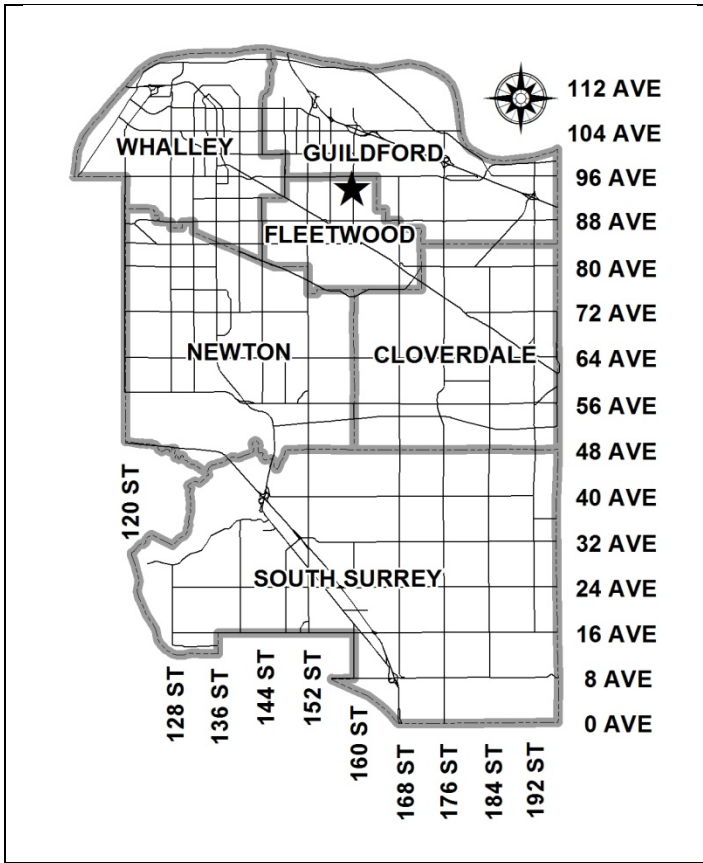 112 AVE
104 AVE
WHALLEY
GUILDFORD
96 AVE
88 AVE
FLEETWOOD
80 AVE
72 AVE
NEWTON
CLOVERDALE
64 AVE
56 AVE
48 AVE
120 ST
40 AVE
32 AVE
SOUTH SURREY
24 AVE
16 AVE
8 AVE
0 AVE
128 ST
136 ST
144 ST
152 ST
160 ST
168 ST
176 ST
184 ST
192 ST